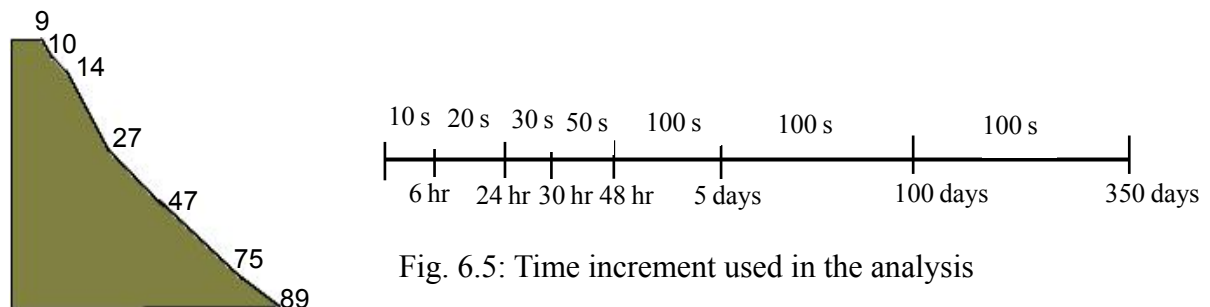 9
10
14
27
47
75
89
10 s 20 s 30 s 50 s 100 s 100 s 100 s
6 hr 24 hr 30 hr 48 hr 5 days 100 days 350 days
Fig. 6.5: Time increment used in the analysis